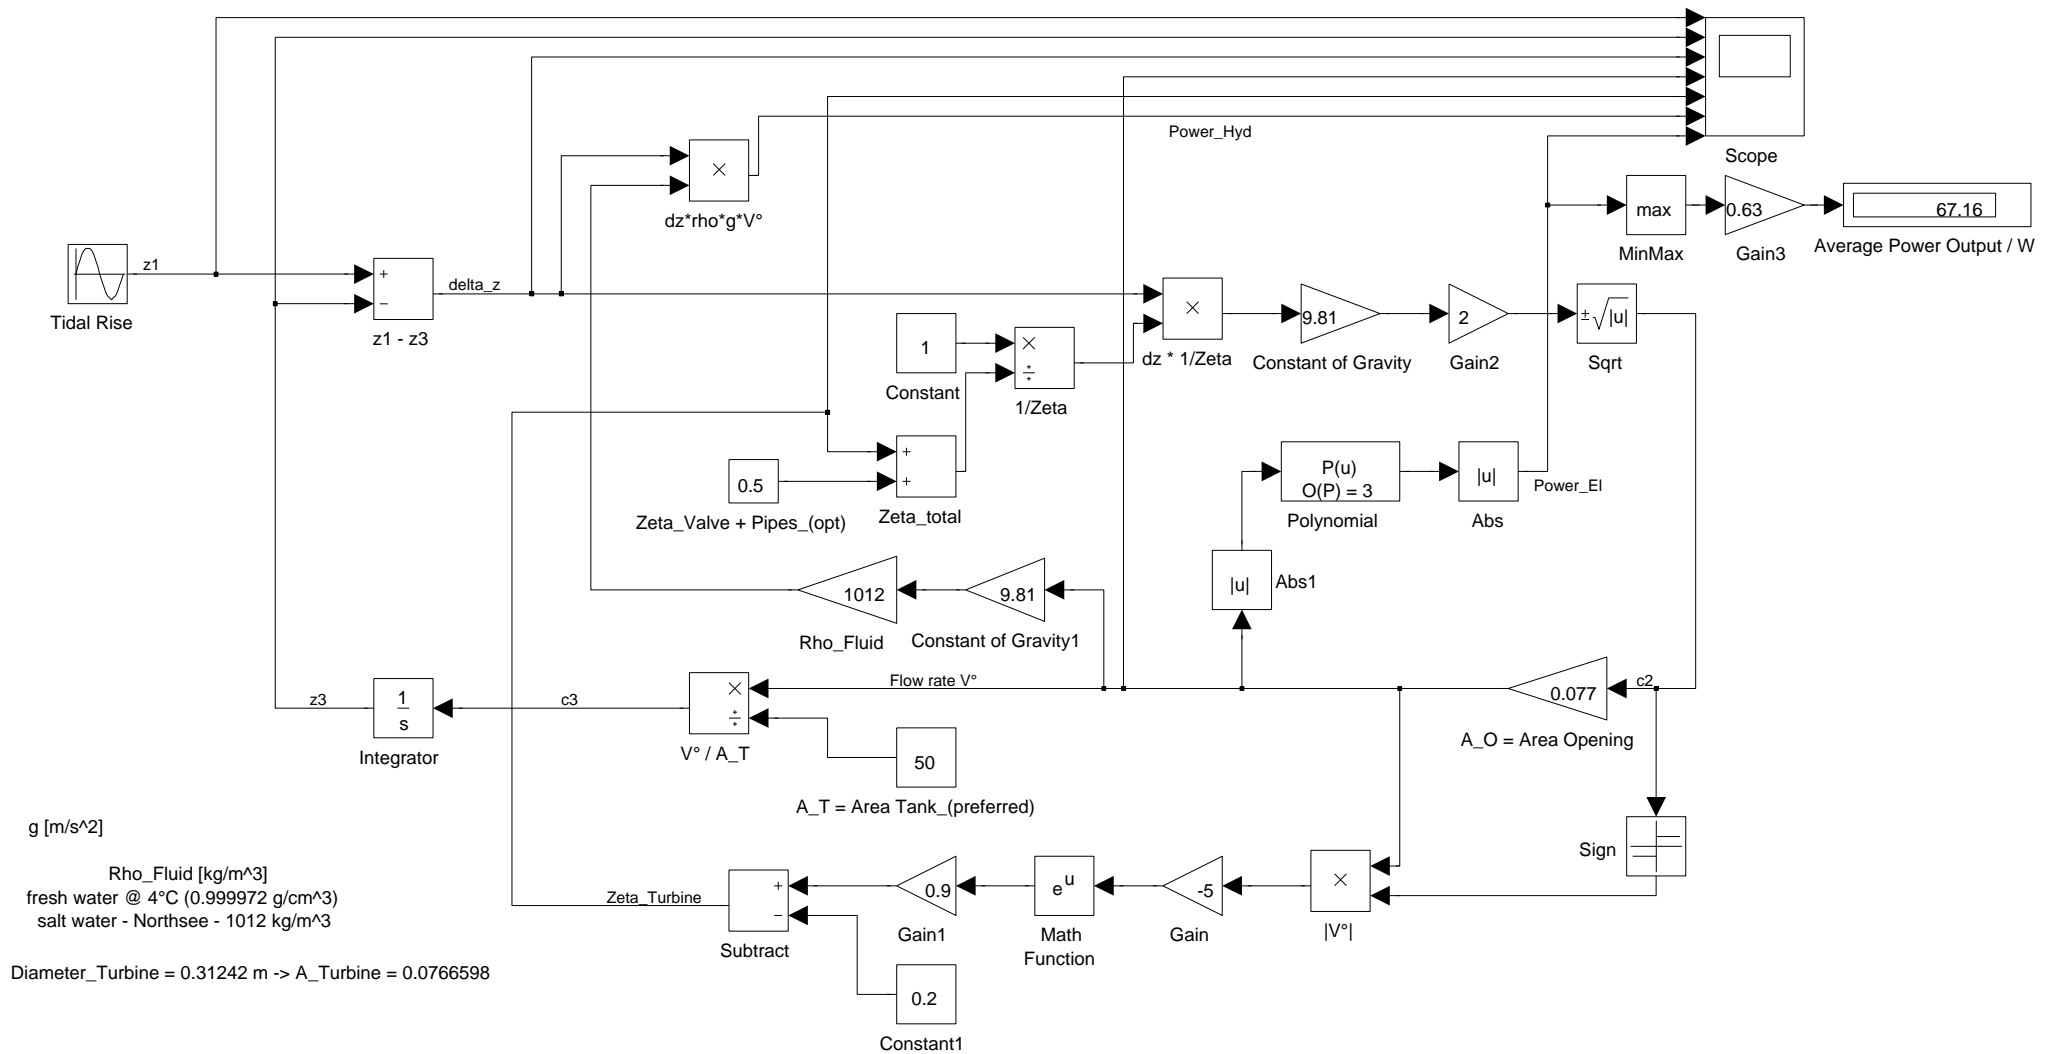 Power_Hyd
Scope
×
dz*rho*g*V°
max
MinMax
0.63
Gain3
67.16
Average Power Output / W
Tidal Rise
z1
+
−
z1 - z3
delta_z
1
Constant
×
÷
1/Zeta
×
dz * 1/Zeta
9.81
Constant of Gravity
2
Gain2
±√|u|
Sqrt
0.5
Zeta_Valve + Pipes_(opt)
+
+
Zeta_total
P(u)
O(P) = 3
Polynomial
|u|
Abs
Power_El
|u|
Abs1
1012
Rho_Fluid
9.81
Constant of Gravity1
z3
1
s
Integrator
c3
×
÷
V° / A_T
Flow rate V°
50
A_T = Area Tank_(preferred)
0.077
A_O = Area Opening
c2
Sign
g [m/s^2]
Rho_Fluid [kg/m^3]
fresh water @ 4°C (0.999972 g/cm^3)
salt water - Northsee - 1012 kg/m^3
Diameter_Turbine = 0.31242 m -> A_Turbine = 0.0766598
Zeta_Turbine
+
−
Subtract
0.9
Gain1
e^u
Math
Function
-5
Gain
×
|V°|
0.2
Constant1